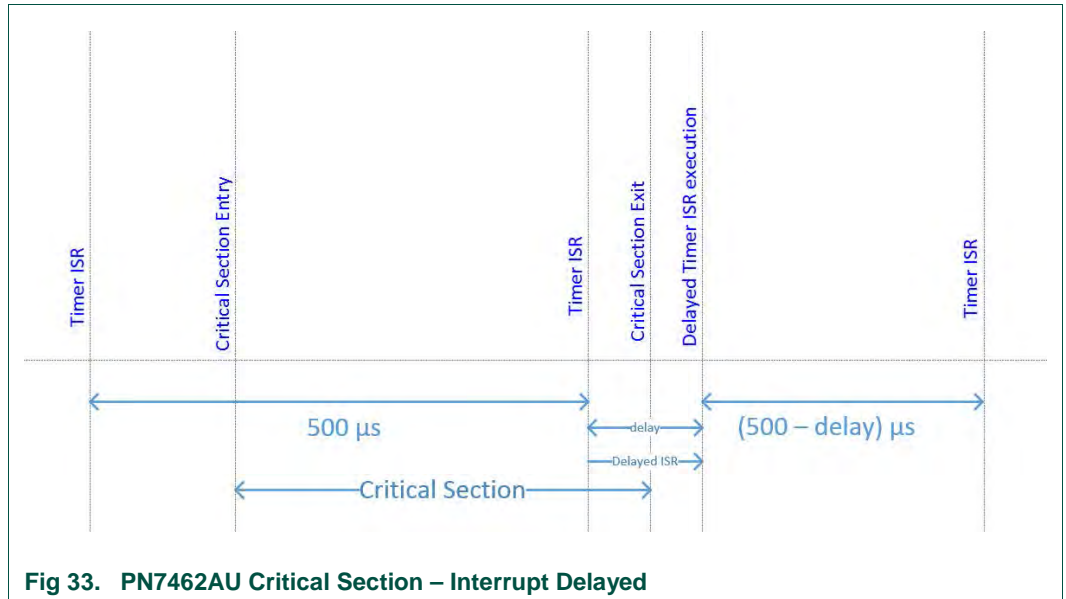 Timer ISR
Critical Section Entry
Timer ISR
Critical Section Exit
Delayed Timer ISR execution
Timer ISR
500 µs
delay
(500 – delay) µs
Delayed ISR
Critical Section
Fig 33. PN7462AU Critical Section – Interrupt Delayed